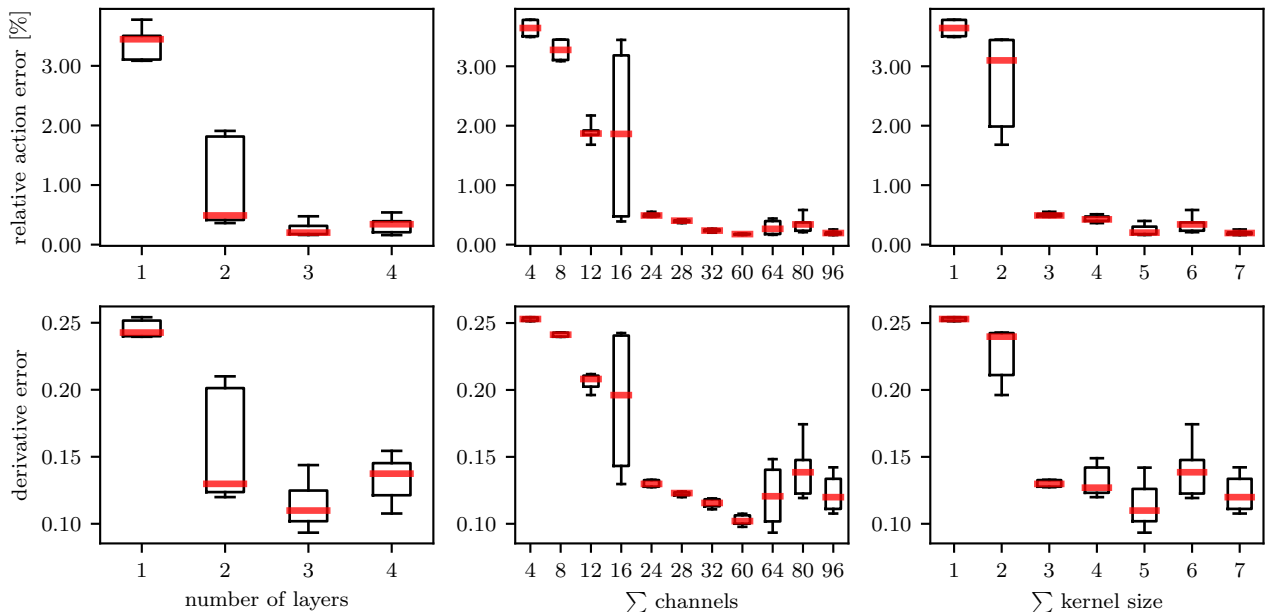 relative action error [%]
3.00
2.00
1.00
0.00
1 2 3 4
3.00
2.00
1.00
0.00
4 8 12 16 24 28 32 60 64 80 96
3.00
2.00
1.00
0.00
1 2 3 4 5 6 7
derivative error
0.25
0.20
0.15
0.10
1 2 3 4
number of layers
0.25
0.20
0.15
0.10
4 8 12 16 24 28 32 60 64 80 96
∑ channels
0.25
0.20
0.15
0.10
1 2 3 4 5 6 7
∑ kernel size